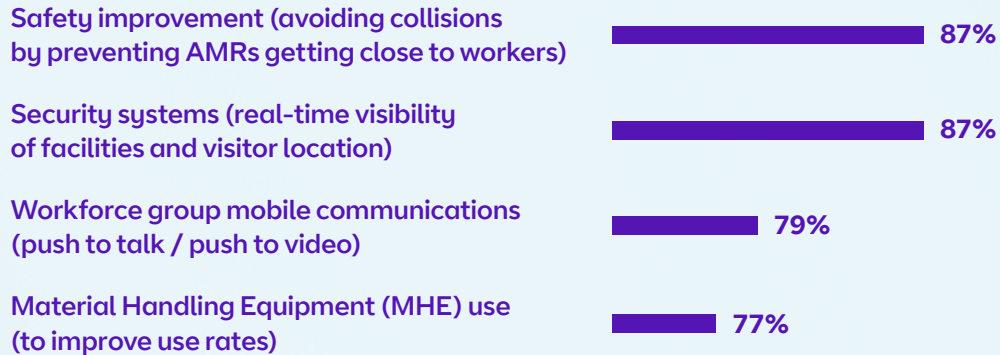 Safety improvement (avoiding collisions
by preventing AMRs getting close to workers)
87%
Security systems (real-time visibility
of facilities and visitor location)
87%
Workforce group mobile communications
(push to talk / push to video)
79%
Material Handling Equipment (MHE) use
(to improve use rates)
77%